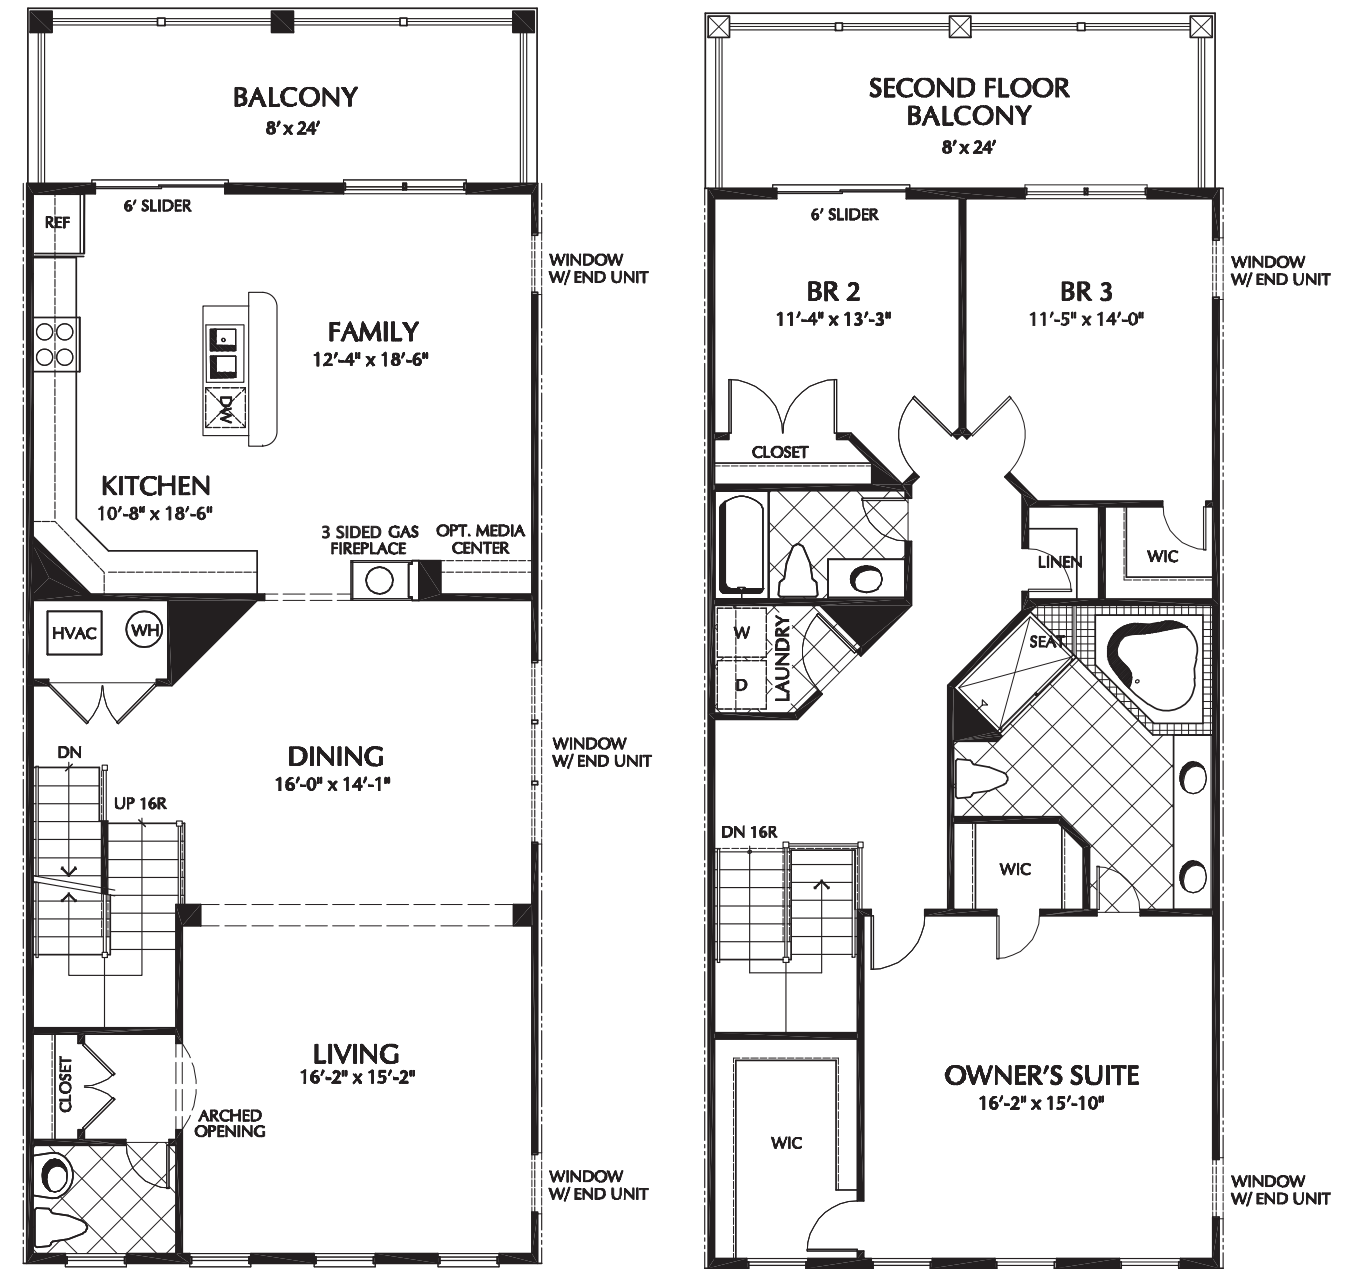 BALCONY
8' x 24'
6' SLIDER
REF
WINDOW
W/ END UNIT
FAMILY
12'-4" x 18'-6"
DW
KITCHEN
10'-8" x 18'-6"
3 SIDED GAS
FIREPLACE
OPT. MEDIA
CENTER
HVAC
WH
DN
DINING
16'-0" x 14'-1"
WINDOW
W/ END UNIT
UP 16R
LIVING
16'-2" x 15'-2"
CLOSET
ARCHED
OPENING
WINDOW
W/ END UNIT
SECOND FLOOR
BALCONY
8' x 24'
6' SLIDER
WINDOW
W/ END UNIT
BR 2
11'-4" x 13'-3"
BR 3
11'-5" x 14'-0"
CLOSET
LINEN
WIC
W
D
LAUNDRY
SEAT
DN 16R
WIC
OWNER'S SUITE
16'-2" x 15'-10"
WIC
WINDOW
W/ END UNIT